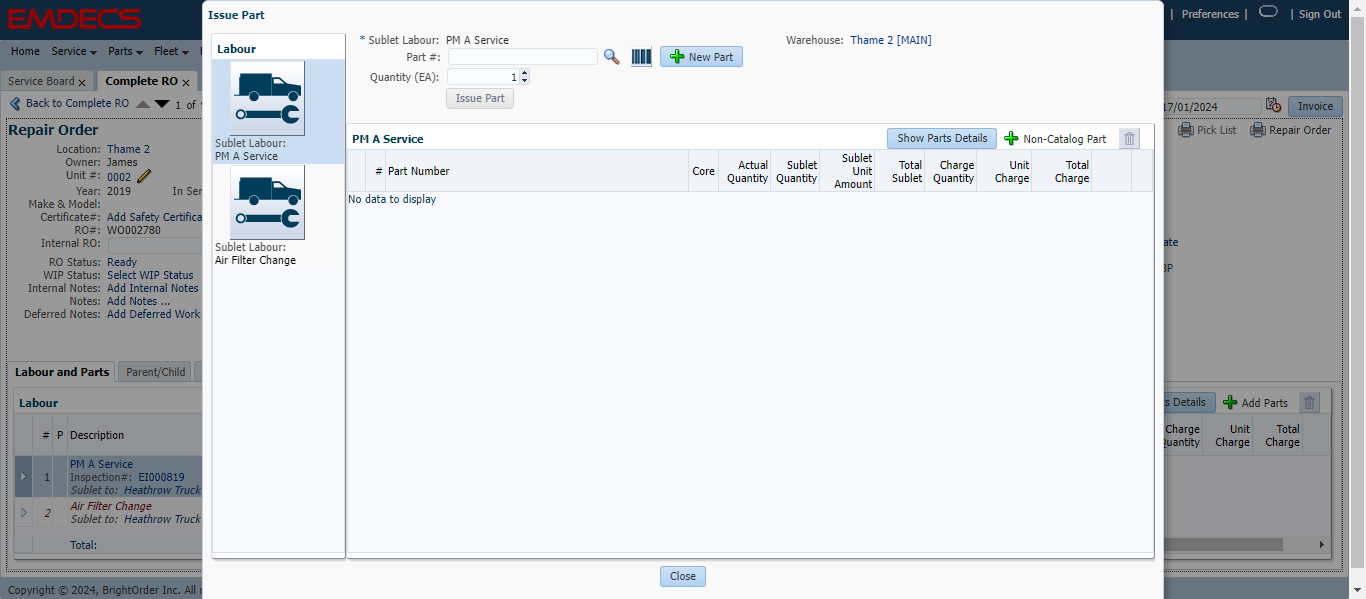 EMDECS
Preferences | Sign Out
Home Service Parts Fleet
Service Board x Complete RO x
Back to Complete RO 1 of
17/01/2024 Invoice
Pick List Repair Order
Repair Order
Location: Thame 2
Owner: James
Unit #: 0002
Year: 2019 In Ser
Make & Model:
Certificate#: Add Safety Certifica
RO#: WO002780
Internal RO:
RO Status: Ready
WIP Status: Select WIP Status
Internal Notes: Add Internal Notes
Notes: Add Notes ...
Deferred Notes: Add Deferred Work
Labour and Parts Parent/Child
Labour
# P Description
1 PM A Service
Inspection#: EI000819
Sublet to: Heathrow Truck
2 Air Filter Change
Sublet to: Heathrow Truck
Total:
Copyright © 2024, BrightOrder Inc. All r
Issue Part
Labour
Sublet Labour:
PM A Service
Sublet Labour:
Air Filter Change
* Sublet Labour: PM A Service
Warehouse: Thame 2 [MAIN]
Part #: New Part
Quantity (EA): 1
Issue Part
PM A Service Show Parts Details Non-Catalog Part
# Part Number Core Actual Quantity Sublet Quantity Sublet Unit Amount Total Sublet Charge Quantity Unit Charge Total Charge
No data to display
Close
ate
BP
s Details Add Parts
Charge Quantity Unit Charge Total Charge